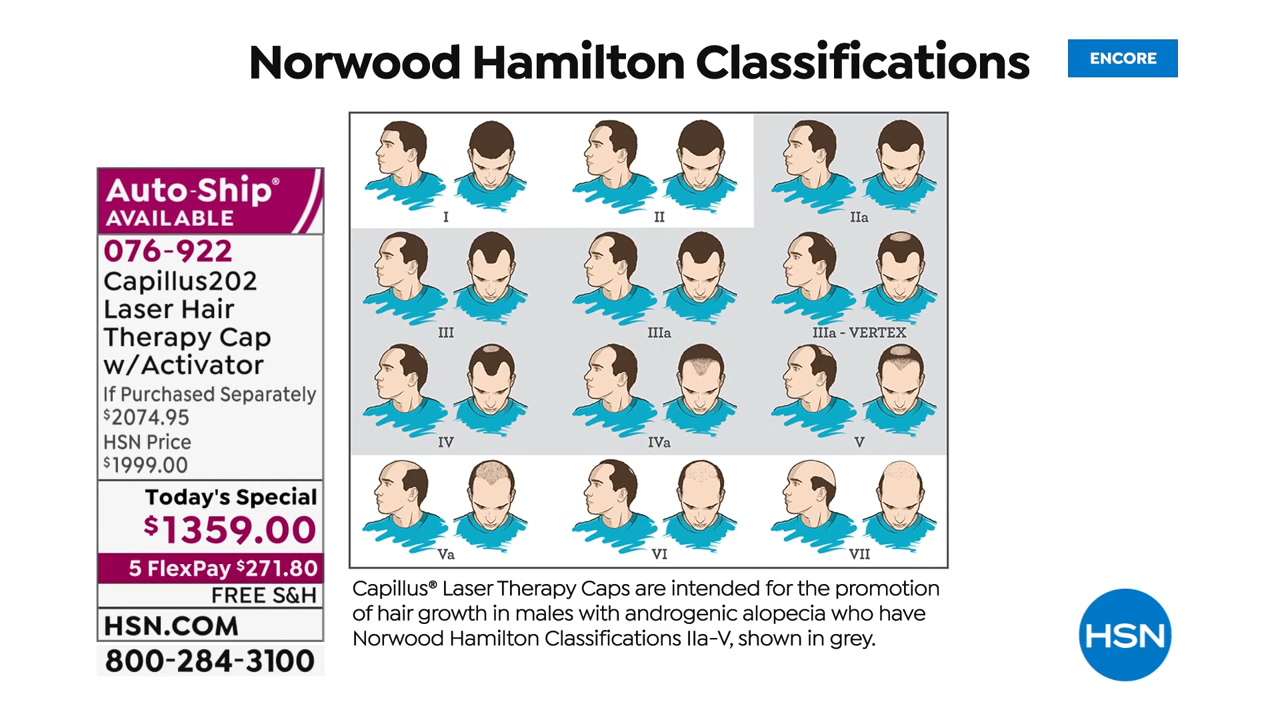 Norwood Hamilton Classifications
ENCORE
Auto-Ship®
AVAILABLE
076-922
Capillus202
Laser Hair
Therapy Cap
w/Activator
If Purchased Separately
$2074.95
HSN Price
$1999.00
Today's Special
$1359.00
5 FlexPay $271.80
FREE S&H
HSN.COM
800-284-3100
I II IIa
III IIIa IIIa - VERTEX
IV IVa V
Va VI VII
Capillus® Laser Therapy Caps are intended for the promotion
of hair growth in males with androgenic alopecia who have
Norwood Hamilton Classifications IIa-V, shown in grey.
HSN